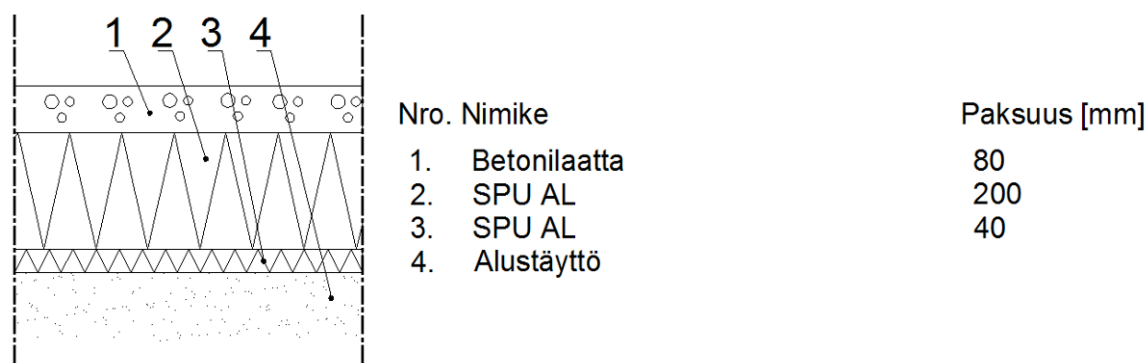 1 2 3 4
Nro. Nimike Paksuus [mm]
1. Betonilaatta 80
2. SPU AL 200
3. SPU AL 40
4. Alustäyttö